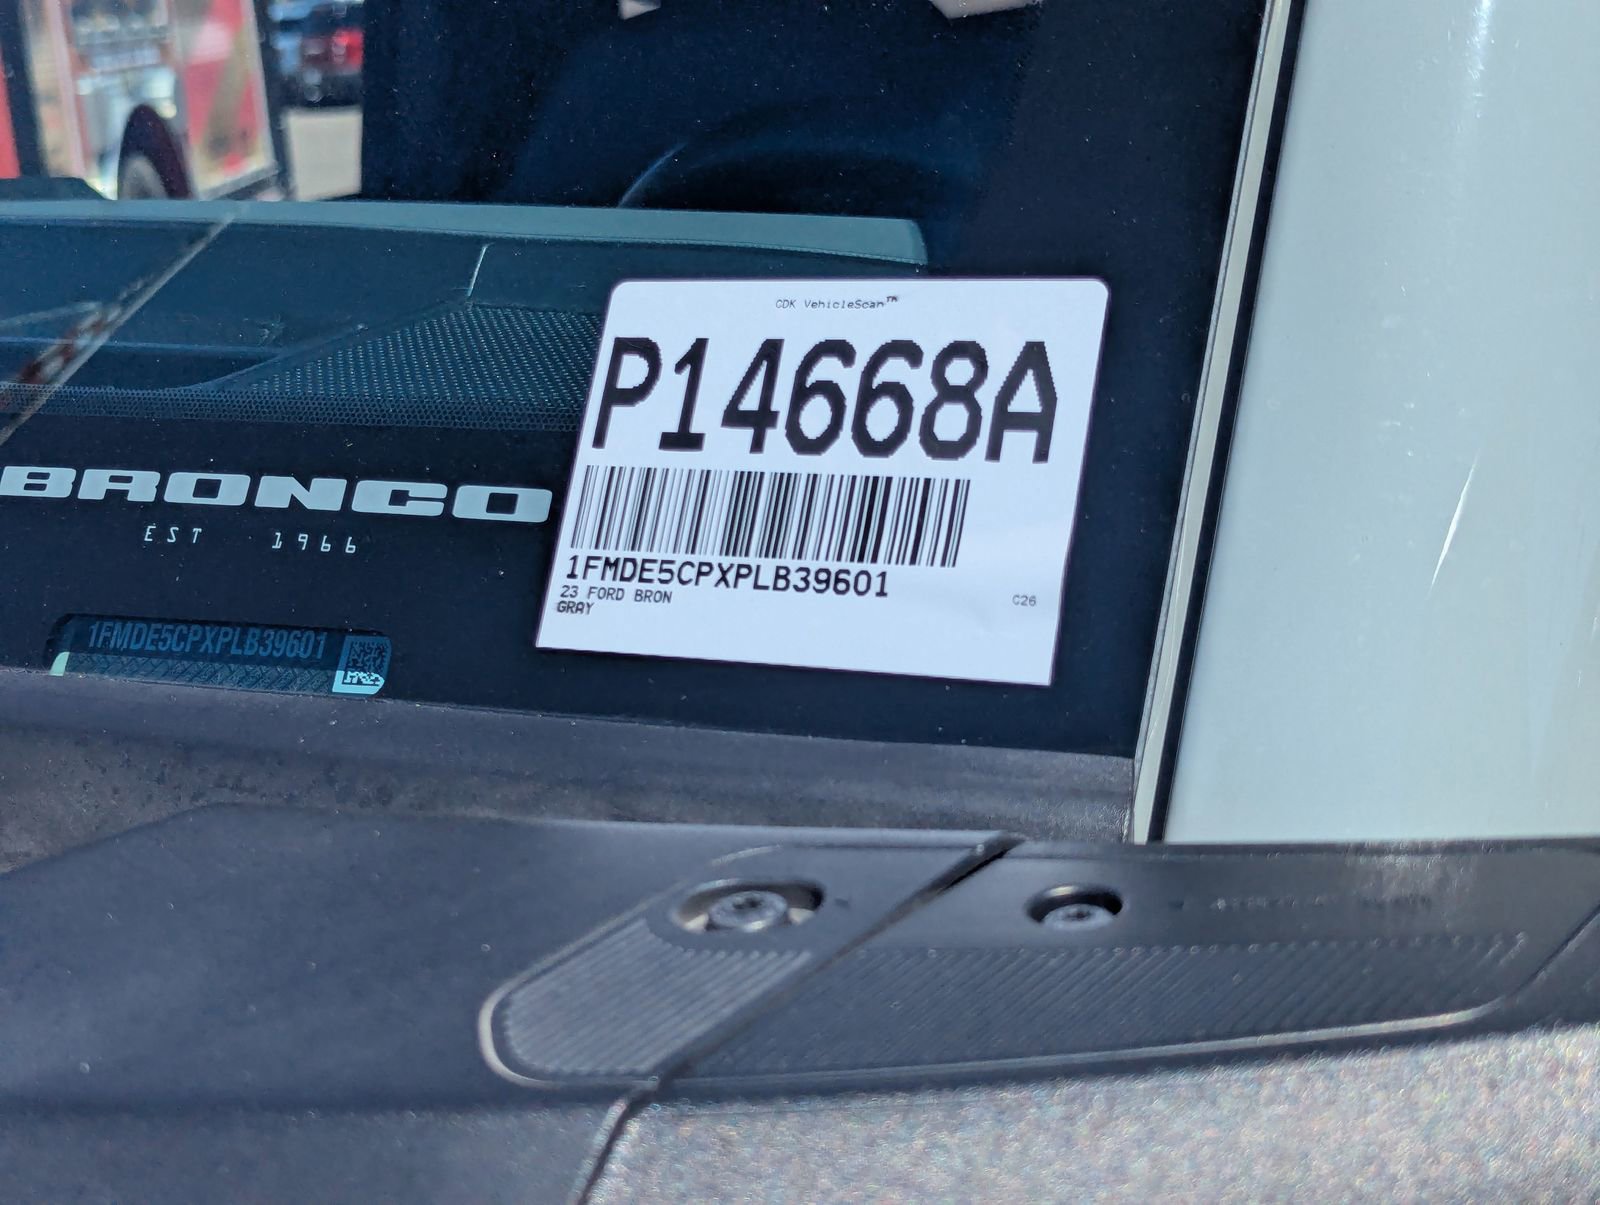 CDK VehicleScan™
P14668A
1FMDE5CPXPLB39601
23 FORD BRON
GRAY
C26
BRONCO
EST 1966
1FMDE5CPXPLB39601